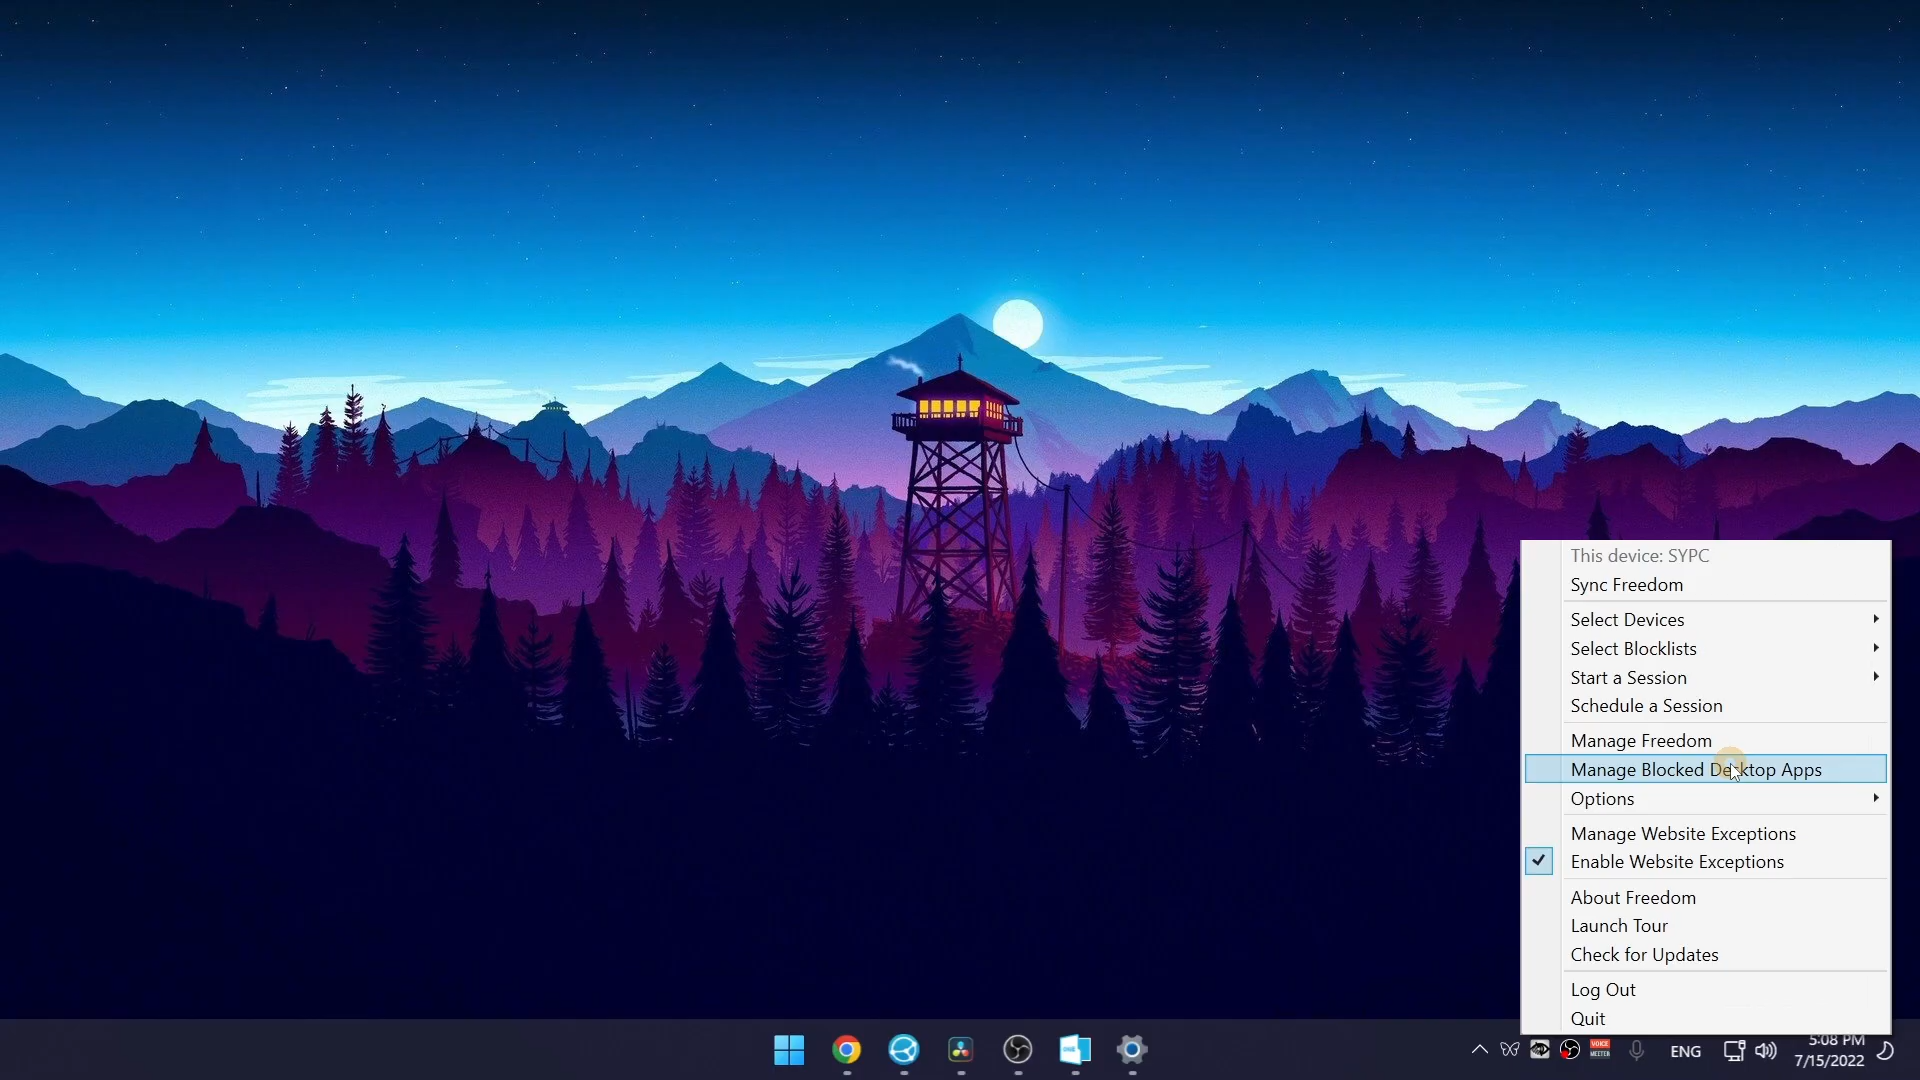 This device: SYPC
Sync Freedom
Select Devices
Select Blocklists
Start a Session
Schedule a Session
Manage Freedom
Manage Blocked Desktop Apps
Options
Manage Website Exceptions
Enable Website Exceptions
About Freedom
Launch Tour
Check for Updates
Log Out
Quit
VOICE
MEETER
ENG
5:08 PM
7/15/2022